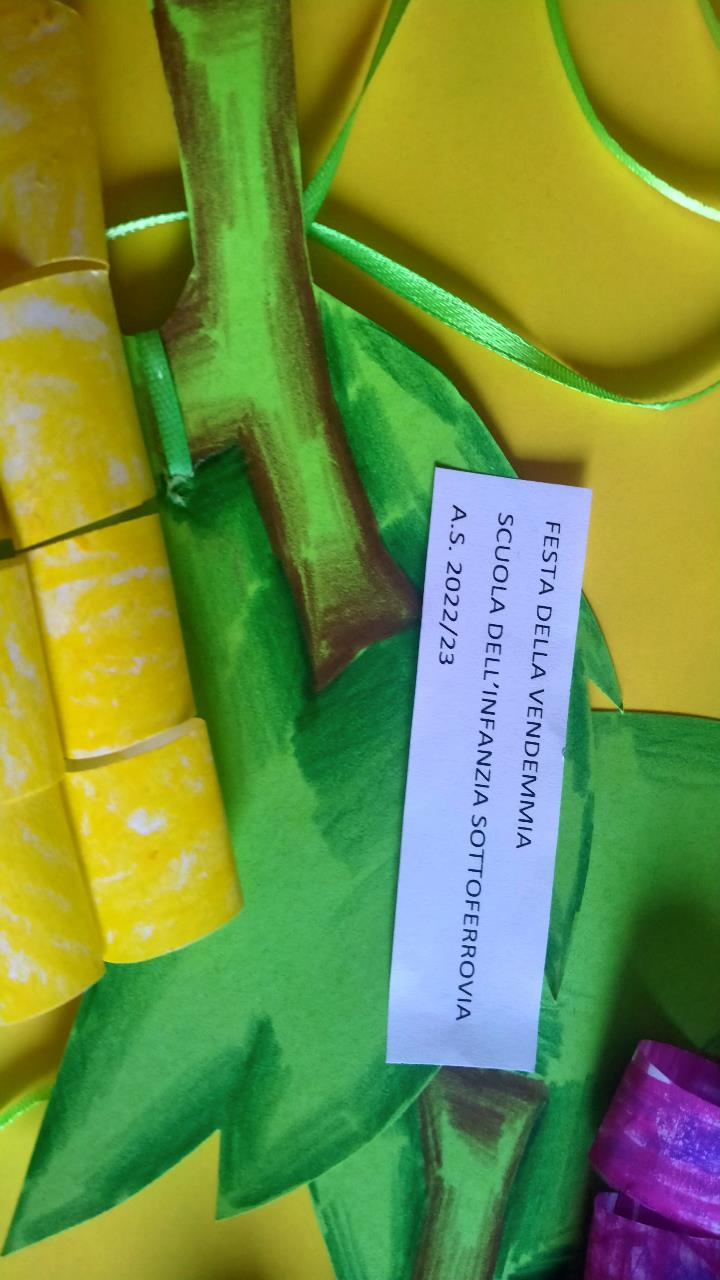 FESTA DELLA VENDEMMIA
SCUOLA DELL'INFANZIA SOTTOFERROVIA
A.S. 2022/23